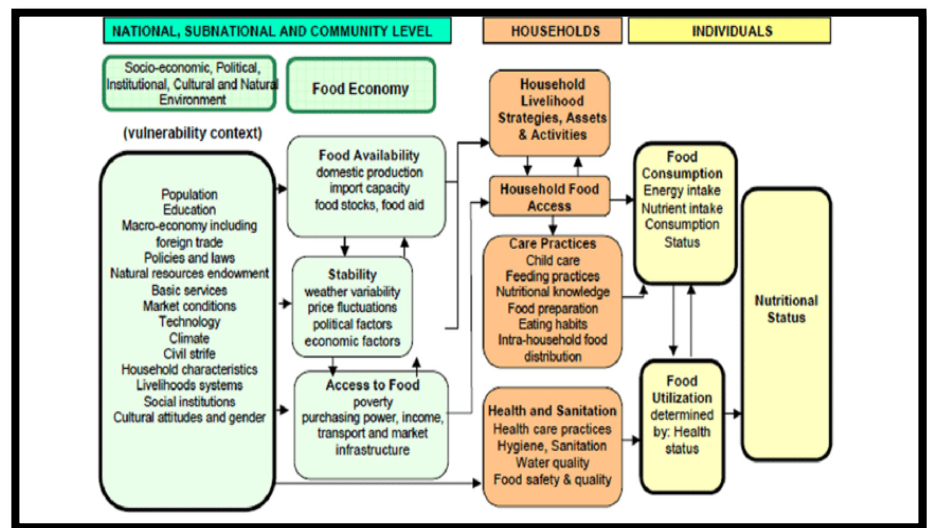 NATIONAL, SUBNATIONAL AND COMMUNITY LEVEL
HOUSEHOLDS
INDIVIDUALS
Socio-economic, Political,
Institutional, Cultural and Natural
Environment
Food Economy
(vulnerability context)
Population
Education
Macro-economy including
foreign trade
Policies and laws
Natural resources endowment
Basic services
Market conditions
Technology
Climate
Civil strife
Household characteristics
Livelihoods systems
Social institutions
Cultural attitudes and gender
Food Availability
domestic production
import capacity
food stocks, food aid
Stability
weather variability
price fluctuations
political factors
economic factors
Access to Food
poverty
purchasing power, income,
transport and market
infrastructure
Household
Livelihood
Strategies, Assets
& Activities
Household Food
Access
Care Practices
Child care
Feeding practices
Nutritional knowledge
Food preparation
Eating habits
Intra-household food
distribution
Health and Sanitation
Health care practices
Hygiene, Sanitation
Water quality
Food safety & quality
Food
Consumption
Energy intake
Nutrient intake
Consumption
Status
Food
Utilization
determined
by: Health
status
Nutritional
Status